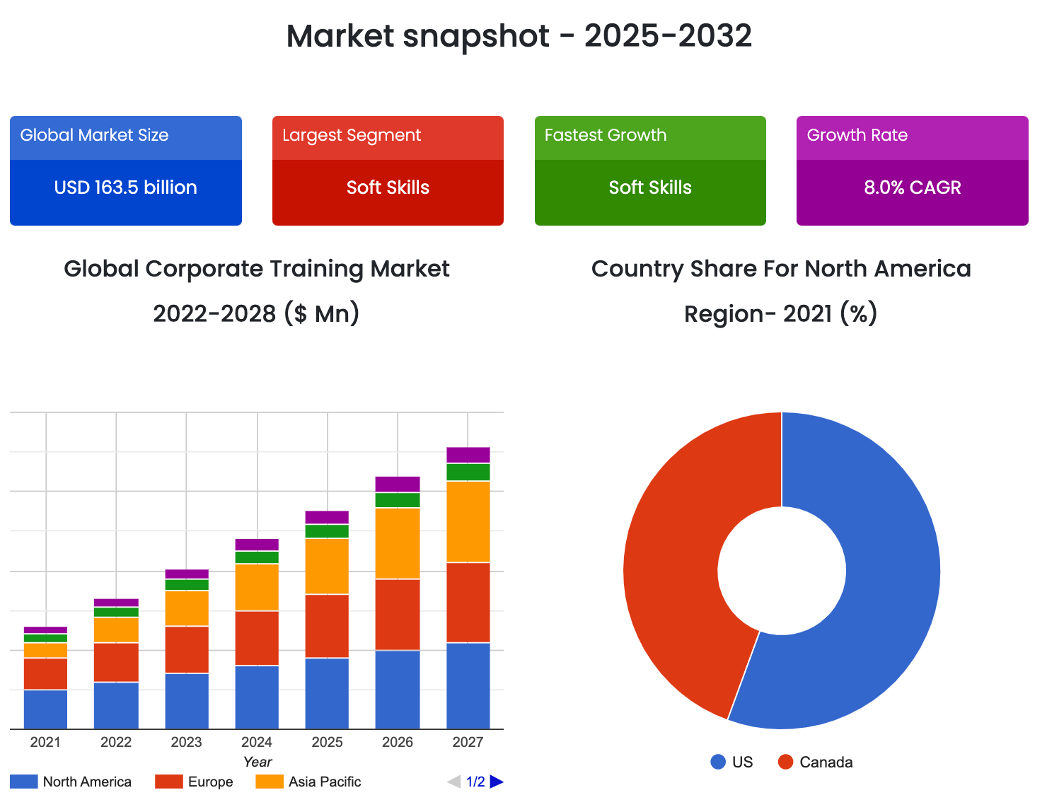 Market snapshot - 2025-2032
Global Market Size
USD 163.5 billion
Largest Segment
Soft Skills
Fastest Growth
Soft Skills
Growth Rate
8.0% CAGR
Global Corporate Training Market
2022-2028 ($ Mn)
2021 2022 2023 2024 2025 2026 2027
Year
North America Europe Asia Pacific 1/2
Country Share For North America
Region- 2021 (%)
US Canada